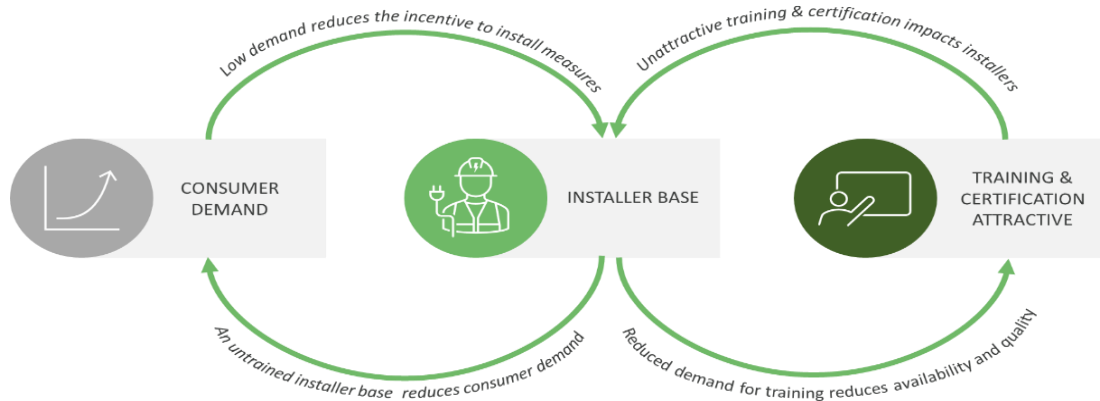 Low demand reduces the incentive to install measures
Unattractive training & certification impacts installers
CONSUMER
DEMAND
INSTALLER BASE
TRAINING &
CERTIFICATION
ATTRACTIVE
An untrained installer base reduces consumer demand
Reduced demand for training reduces availability and quality